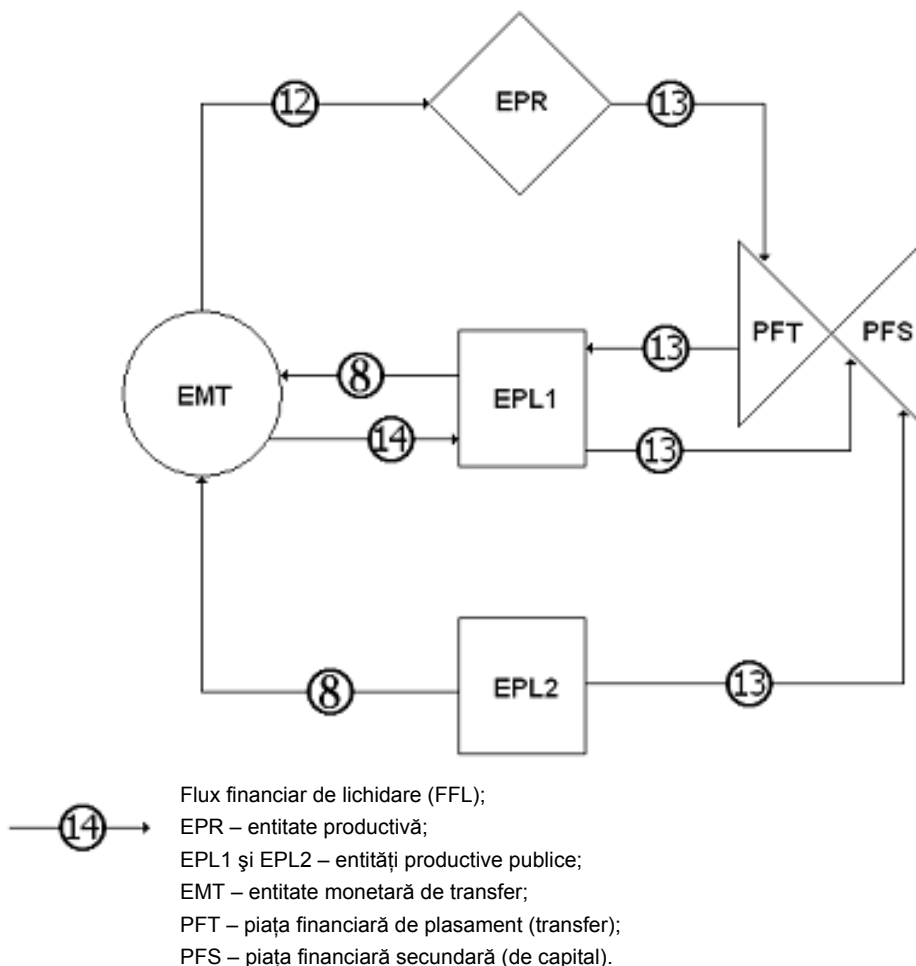 12
EPR
13
PFT
PFS
13
8
EMT
EPL1
14
13
EPL2
8
13
Flux financiar de lichidare (FFL);
14
EPR – entitate productivă;
EPL1 şi EPL2 – entități productive publice;
EMT – entitate monetară de transfer;
PFT – piața financiară de plasament (transfer);
PFS – piața financiară secundară (de capital).